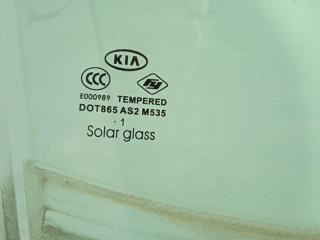 KIA
CCC
E000989 TEMPERED
DOT865 AS2 M535
. 1
Solar glass